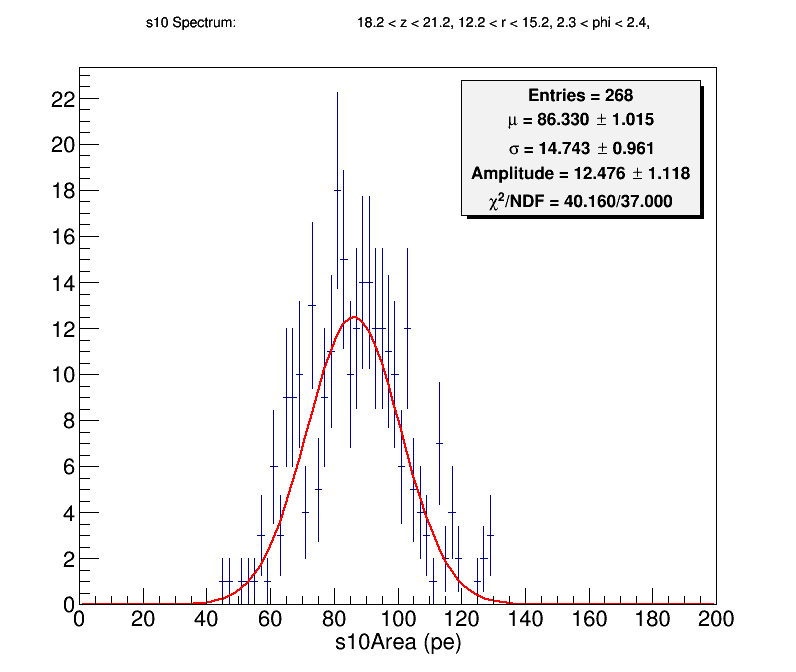 s10 Spectrum: 18.2 < z < 21.2, 12.2 < r < 15.2, 2.3 < phi < 2.4,
Entries = 268
μ = 86.330 ± 1.015
σ = 14.743 ± 0.961
Amplitude = 12.476 ± 1.118
χ²/NDF = 40.160/37.000
22
20
18
16
14
12
10
8
6
4
2
0
0 20 40 60 80 100 120 140 160 180 200
s10Area (pe)